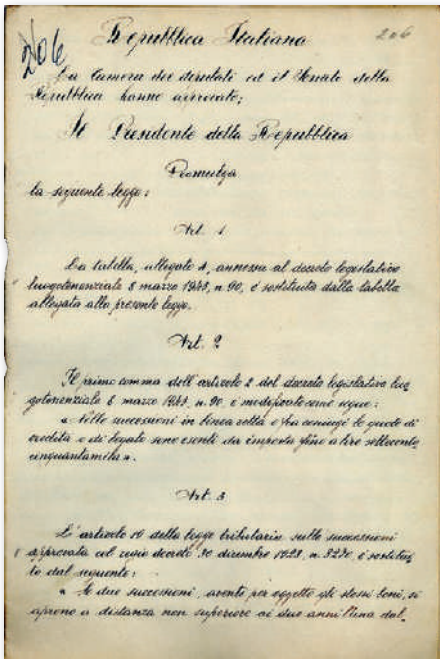 206
Repubblica Italiana
206
La Camera dei deputati ed il Senato della
Repubblica hanno approvato;
Il Presidente della Repubblica
Promulga
la seguente legge:
Art. 1
La tabella, allegato A, annessa al decreto legislativo
luogotenenziale 8 marzo 1945, n. 90, è sostituita dalla tabella
allegata alla presente legge.
Art. 2
Il primo comma dell'articolo 2 del decreto legislativo luo_
gotenenziale 8 marzo 1945, n. 90, è modificato come segue:
« Nelle successioni in linea retta e fra coniugi le quote di
eredità o di legato sono esenti da imposta fino a lire settecento_
cinquantamila ».
Art. 3
L'articolo 10 della legge tributaria sulle successioni
approvata col regio decreto 30 dicembre 1923, n. 3270, è sostitui_
to dal seguente:
« Se due successioni, aventi per oggetto gli stessi beni, si
aprono a distanza non superiore ai due anni l'una dal_